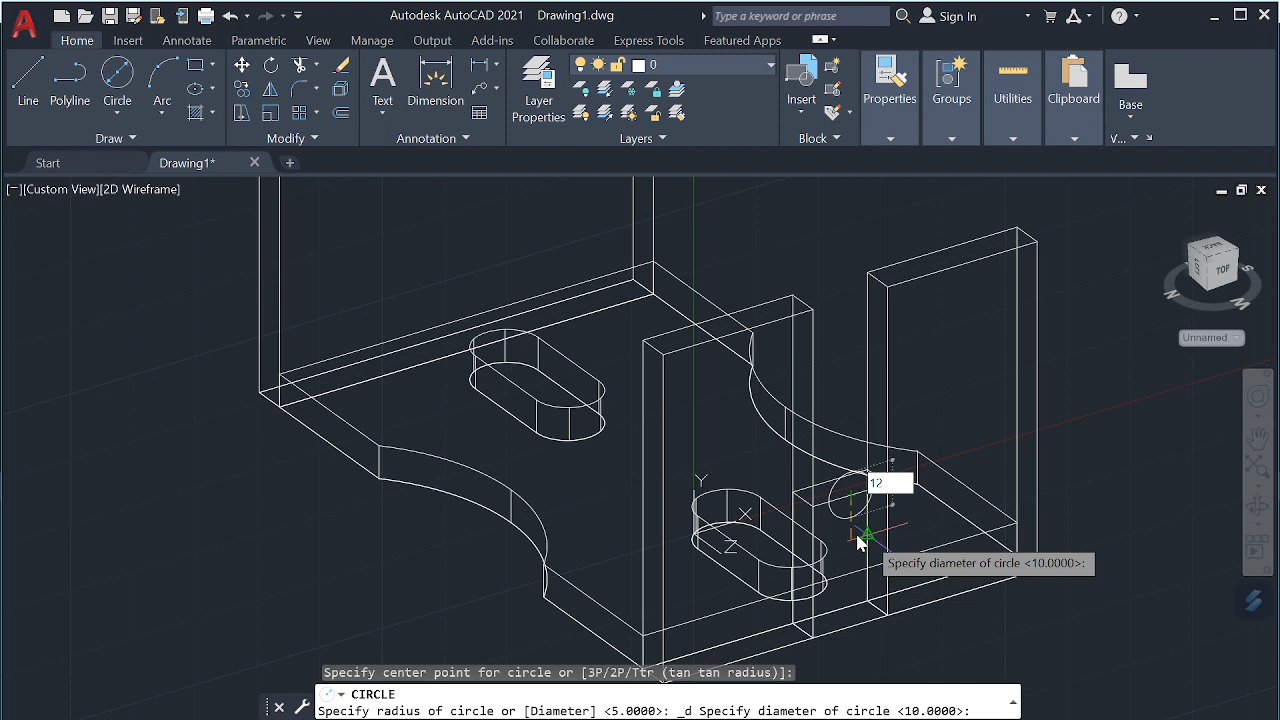 Autodesk AutoCAD 2021 Drawing1.dwg
Type a keyword or phrase
Sign In
Home Insert Annotate Parametric View Manage Output Add-ins Collaborate Express Tools Featured Apps
0
Line Polyline Circle Arc
Text Dimension
Layer
Properties
Insert
Properties Groups Utilities Clipboard Base
Draw Modify Annotation Layers Block V...
Start Drawing1*
[−][Custom View][2D Wireframe]
TOP
N
W
S
Unnamed
Y
X
Z
12
Specify diameter of circle <10.0000>:
Specify center point for circle or [3P/2P/Ttr (tan tan radius)]:
CIRCLE
Specify radius of circle or [Diameter] <5.0000>: _d Specify diameter of circle <10.0000>: